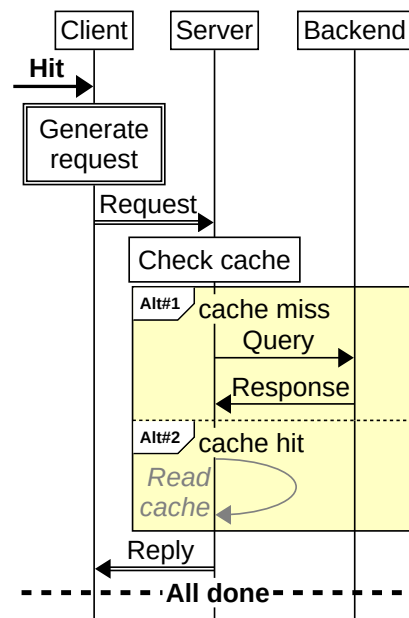 Client Server Backend
Hit
Generate
request
Request
Check cache
Alt#1 cache miss
Query
Response
Alt#2 cache hit
Read
cache
Reply
All done